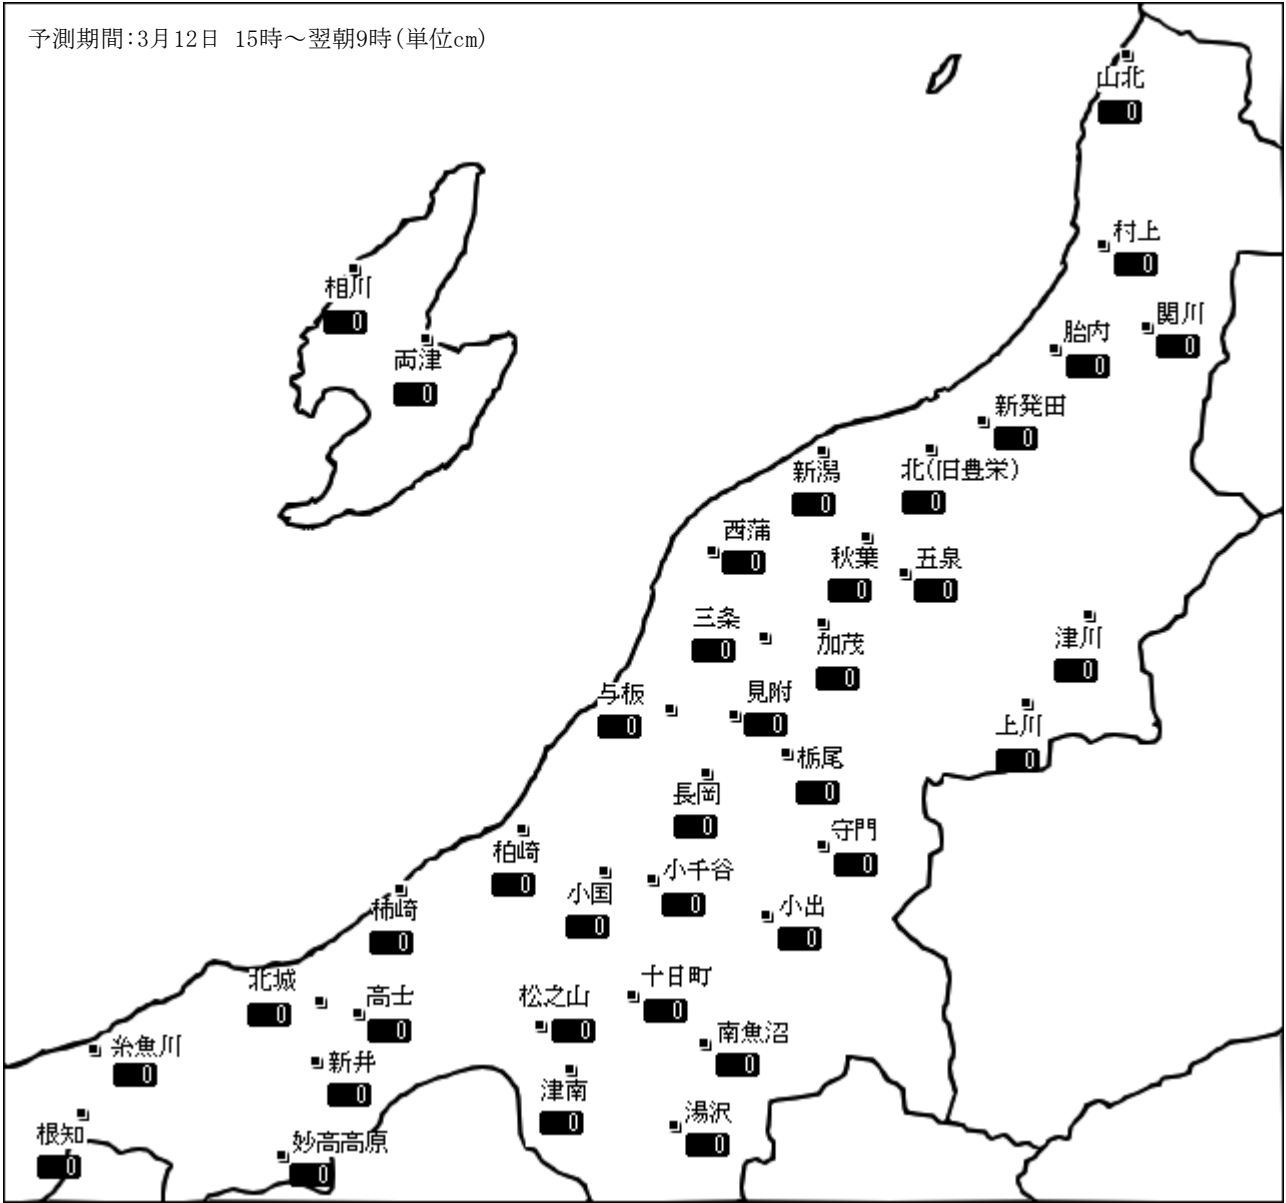 予測期間:3月12日 15時～翌朝9時(単位cm)
山北
0
村上
0
相川
0
関川
0
胎内
0
両津
0
新発田
0
新潟
0
北(旧豊栄)
0
西蒲
0
秋葉
0
五泉
0
三条
0
加茂
0
津川
0
与板
0
見附
0
上川
0
栃尾
0
長岡
0
守門
0
柏崎
0
小千谷
0
小国
0
小出
0
柿崎
0
北城
0
高士
0
松之山
0
十日町
0
南魚沼
0
糸魚川
0
新井
0
津南
0
湯沢
0
根知
0
妙高高原
0